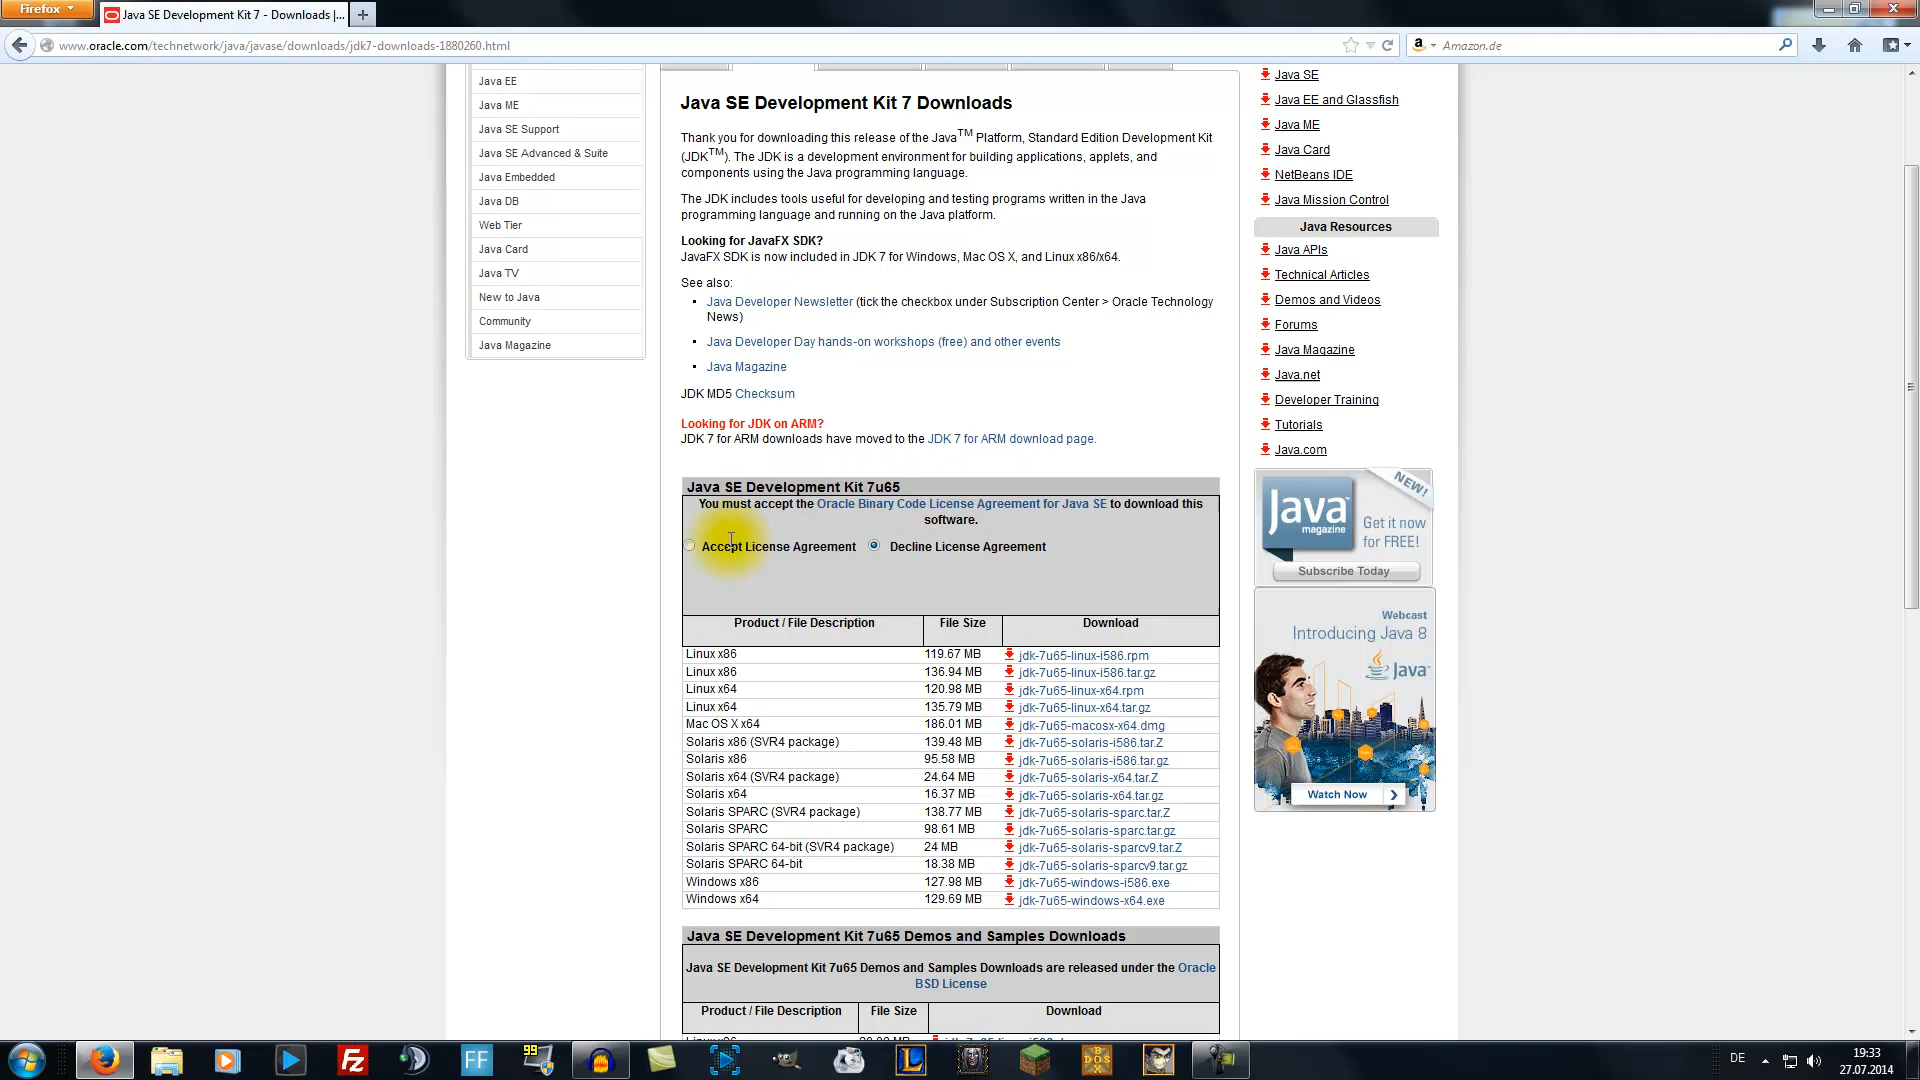 Firefox
Java SE Development Kit 7 - Downloads |...
www.oracle.com/technetwork/java/javase/downloads/jdk7-downloads-1880260.html
Amazon.de
Java EE
Java ME
Java SE Support
Java SE Advanced & Suite
Java Embedded
Java DB
Web Tier
Java Card
Java TV
New to Java
Community
Java Magazine
Java SE Development Kit 7 Downloads
Thank you for downloading this release of the Java™ Platform, Standard Edition Development Kit
(JDK™). The JDK is a development environment for building applications, applets, and
components using the Java programming language.
The JDK includes tools useful for developing and testing programs written in the Java
programming language and running on the Java platform.
Looking for JavaFX SDK?
JavaFX SDK is now included in JDK 7 for Windows, Mac OS X, and Linux x86/x64.
See also:
Java Developer Newsletter (tick the checkbox under Subscription Center > Oracle Technology
News)
Java Developer Day hands-on workshops (free) and other events
Java Magazine
JDK MD5 Checksum
Looking for JDK on ARM?
JDK 7 for ARM downloads have moved to the JDK 7 for ARM download page.
Java SE Development Kit 7u65
You must accept the Oracle Binary Code License Agreement for Java SE to download this
software.
Accept License Agreement Decline License Agreement
Product / File Description File Size Download
Linux x86 119.67 MB jdk-7u65-linux-i586.rpm
Linux x86 136.94 MB jdk-7u65-linux-i586.tar.gz
Linux x64 120.98 MB jdk-7u65-linux-x64.rpm
Linux x64 135.79 MB jdk-7u65-linux-x64.tar.gz
Mac OS X x64 186.01 MB jdk-7u65-macosx-x64.dmg
Solaris x86 (SVR4 package) 139.48 MB jdk-7u65-solaris-i586.tar.Z
Solaris x86 95.58 MB jdk-7u65-solaris-i586.tar.gz
Solaris x64 (SVR4 package) 24.64 MB jdk-7u65-solaris-x64.tar.Z
Solaris x64 16.37 MB jdk-7u65-solaris-x64.tar.gz
Solaris SPARC (SVR4 package) 138.77 MB jdk-7u65-solaris-sparc.tar.Z
Solaris SPARC 98.61 MB jdk-7u65-solaris-sparc.tar.gz
Solaris SPARC 64-bit (SVR4 package) 24 MB jdk-7u65-solaris-sparcv9.tar.Z
Solaris SPARC 64-bit 18.38 MB jdk-7u65-solaris-sparcv9.tar.gz
Windows x86 127.98 MB jdk-7u65-windows-i586.exe
Windows x64 129.69 MB jdk-7u65-windows-x64.exe
Java SE Development Kit 7u65 Demos and Samples Downloads
Java SE Development Kit 7u65 Demos and Samples Downloads are released under the Oracle
BSD License
Product / File Description File Size Download
Java SE
Java EE and Glassfish
Java ME
Java Card
NetBeans IDE
Java Mission Control
Java Resources
Java APIs
Technical Articles
Demos and Videos
Forums
Java Magazine
Java.net
Developer Training
Tutorials
Java.com
NEW!
Java
magazine
Get it now
for FREE!
Subscribe Today
Webcast
Introducing Java 8
Java
Watch Now
FF
99
L
DOS
DE
19:33
27.07.2014